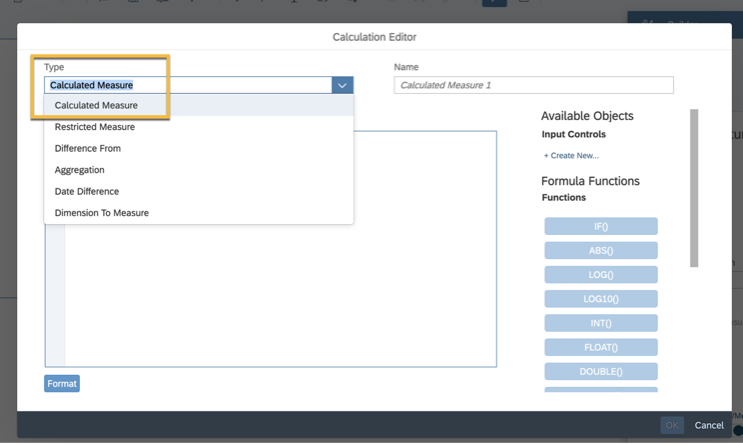 Calculation Editor
Type
Name
Calculated Measure
Calculated Measure 1
Calculated Measure
Restricted Measure
Difference From
Aggregation
Date Difference
Dimension To Measure
Available Objects
Input Controls
+ Create New...
Formula Functions
Functions
IF()
ABS()
LOG()
LOG10()
INT()
FLOAT()
DOUBLE()
Format
OK
Cancel